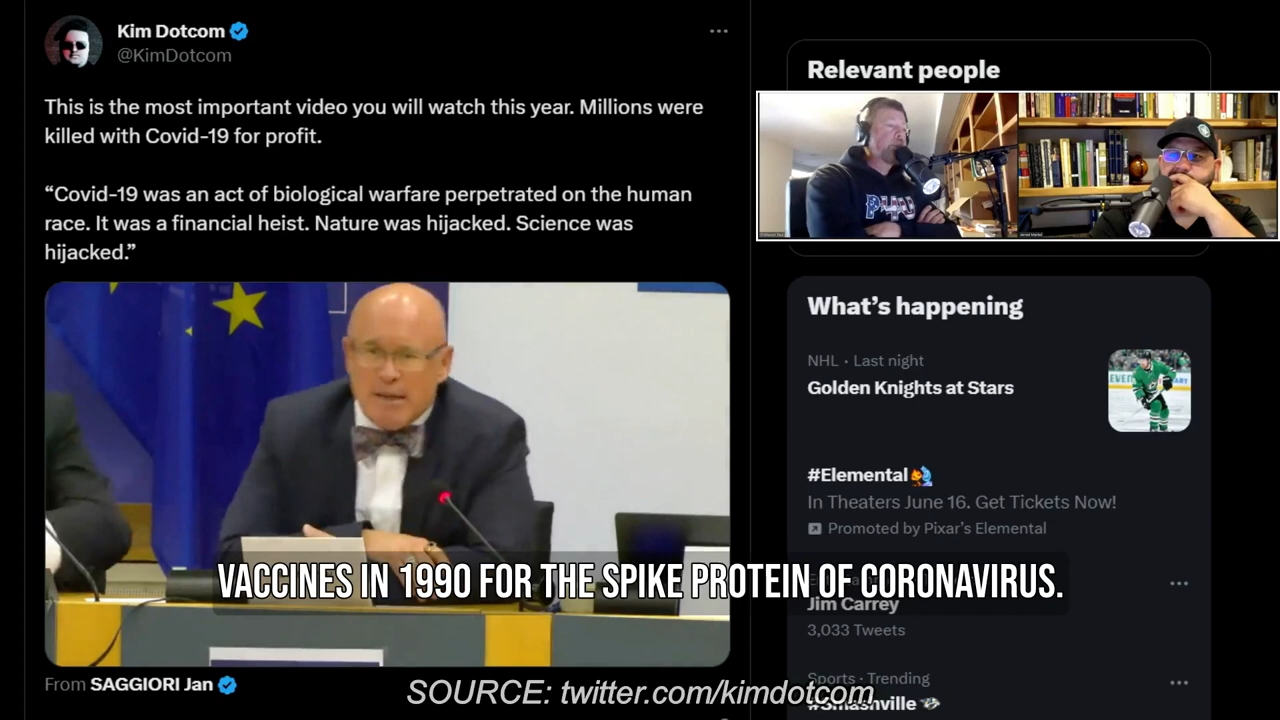 Kim Dotcom
@KimDotcom
This is the most important video you will watch this year. Millions were
killed with Covid-19 for profit.
“Covid-19 was an act of biological warfare perpetrated on the human
race. It was a financial heist. Nature was hijacked. Science was
hijacked.”
From SAGGIORI Jan
Relevant people
What’s happening
NHL · Last night
Golden Knights at Stars
#Elemental
In Theaters June 16. Get Tickets Now!
Promoted by Pixar’s Elemental
Jim Carrey
3,033 Tweets
Sports · Trending
#Smashville
VACCINES IN 1990 FOR THE SPIKE PROTEIN OF CORONAVIRUS.
SOURCE: twitter.com/kimdotcom